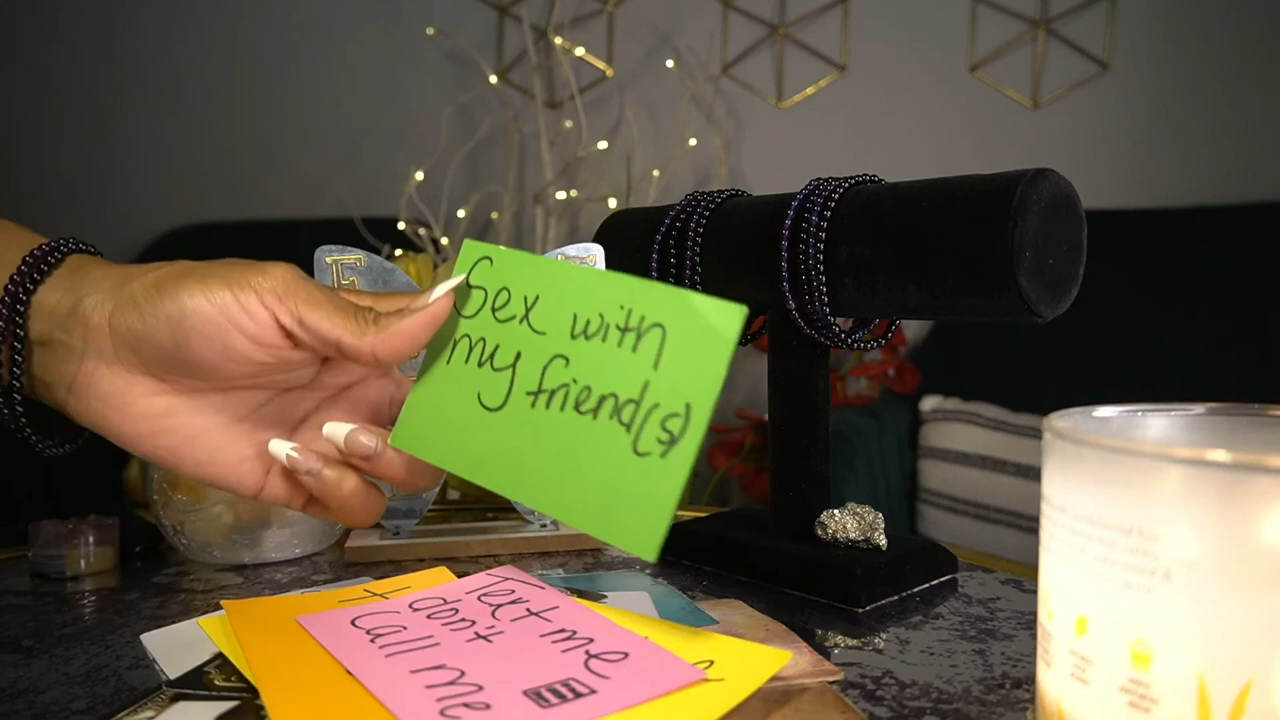 Sex with
my friend(s)
Text me
+ don't
call me
F